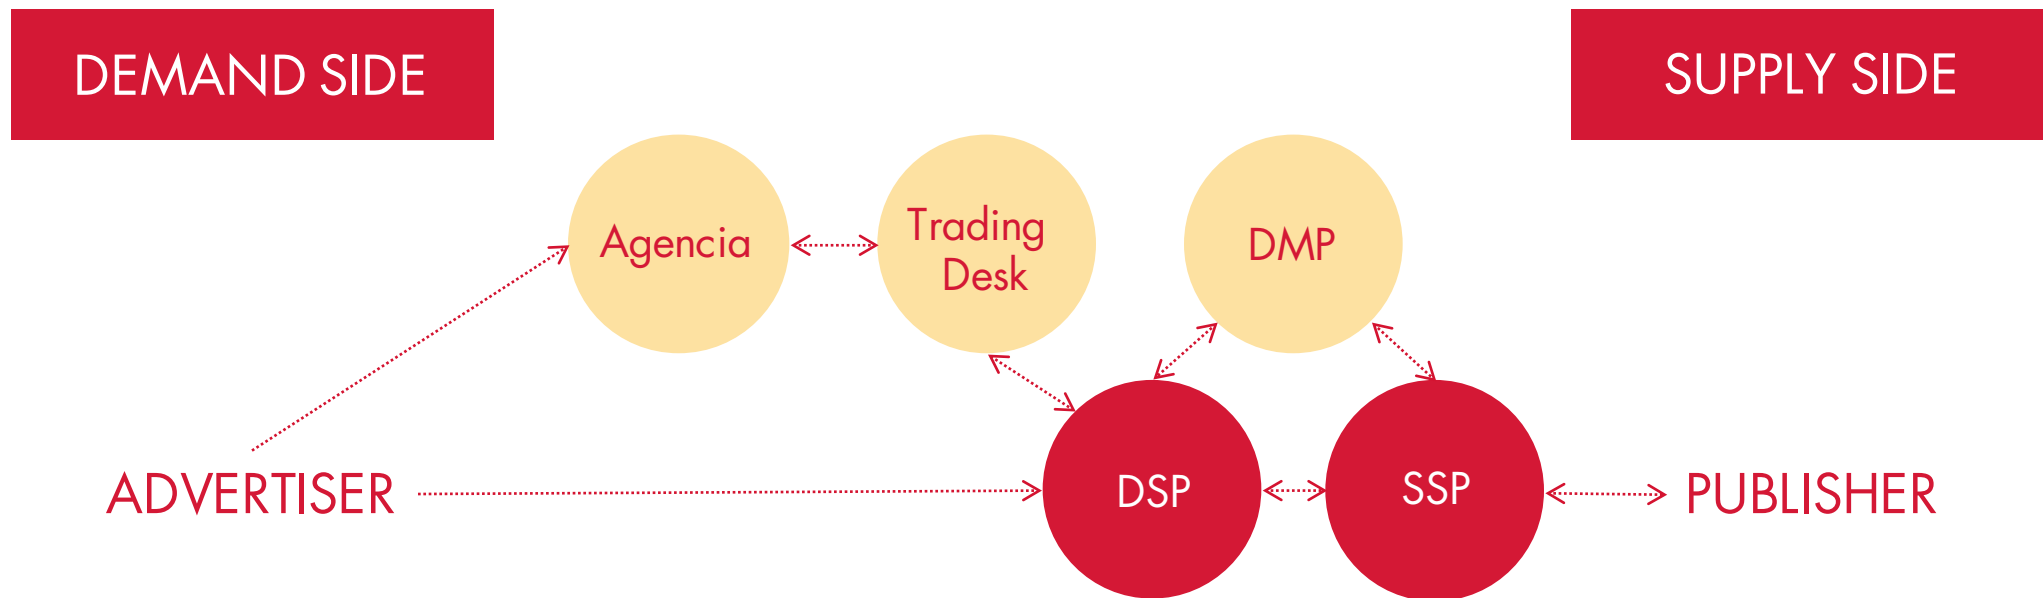 DEMAND SIDE
SUPPLY SIDE
Agencia
Trading
Desk
DMP
ADVERTISER
DSP
SSP
PUBLISHER